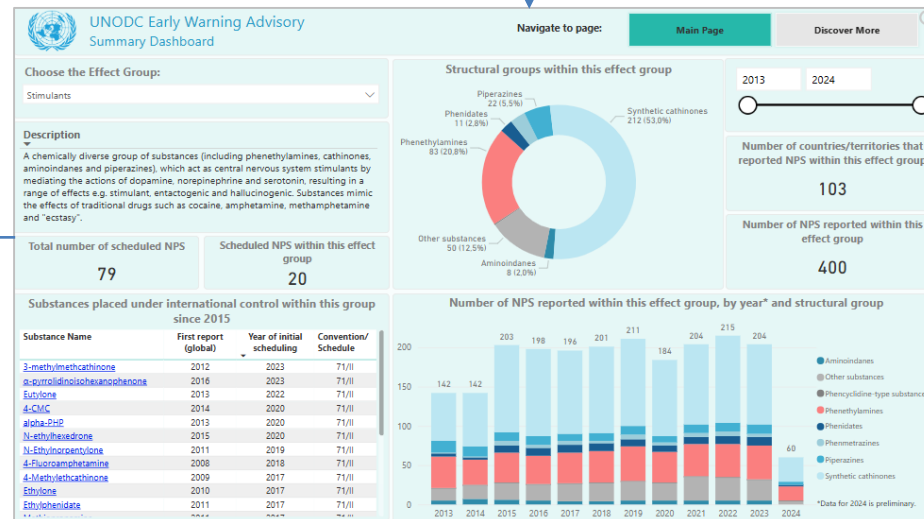 UNODC Early Warning Advisory
Summary Dashboard
Navigate to page:
Main Page
Discover More
Choose the Effect Group:
Stimulants
Description
A chemically diverse group of substances (including phenethylamines, cathinones,
aminoindanes and piperazines), which act as central nervous system stimulants by
mediating the actions of dopamine, norepinephrine and serotonin, resulting in a
range of effects e.g. stimulant, entactogenic and hallucinogenic. Substances mimic
the effects of traditional drugs such as cocaine, amphetamine, methamphetamine
and "ecstasy".
Total number of scheduled NPS
79
Scheduled NPS within this effect
group
20
Structural groups within this effect group
Piperazines
22 (5,5%)
Phenidates
11 (2,8%)
Phenethylamines
83 (20,8%)
Other substances
50 (12,5%)
Aminoindanes
8 (2,0%)
Synthetic cathinones
212 (53,0%)
2013
2024
Number of countries/territories that
reported NPS within this effect group
103
Number of NPS reported within this
effect group
400
Substances placed under international control within this group
since 2015
Substance Name First report (global) Year of initial scheduling Convention/ Schedule
3-methylmethcathinone 2012 2023 71/II
α-pyrrolidinoisohexanophenone 2016 2023 71/II
Eutylone 2013 2022 71/II
4-CMC 2014 2020 71/II
alpha-PHP 2013 2020 71/II
N-ethylhexedrone 2015 2020 71/II
N-Ethylnorpentylone 2011 2019 71/II
4-Fluoroamphetamine 2008 2018 71/II
4-Methylethcathinone 2009 2017 71/II
Ethylone 2010 2017 71/II
Ethylphenidate 2011 2017 71/II
Number of NPS reported within this effect group, by year* and structural group
200
150
100
50
0
142 142 203 198 196 201 211 184 204 215 204 60
2013 2014 2015 2016 2017 2018 2019 2020 2021 2022 2023 2024
Aminoindanes
Other substances
Phencyclidine-type substance
Phenethylamines
Phenidates
Phenmetrazines
Piperazines
Synthetic cathinones
*Data for 2024 is preliminary.